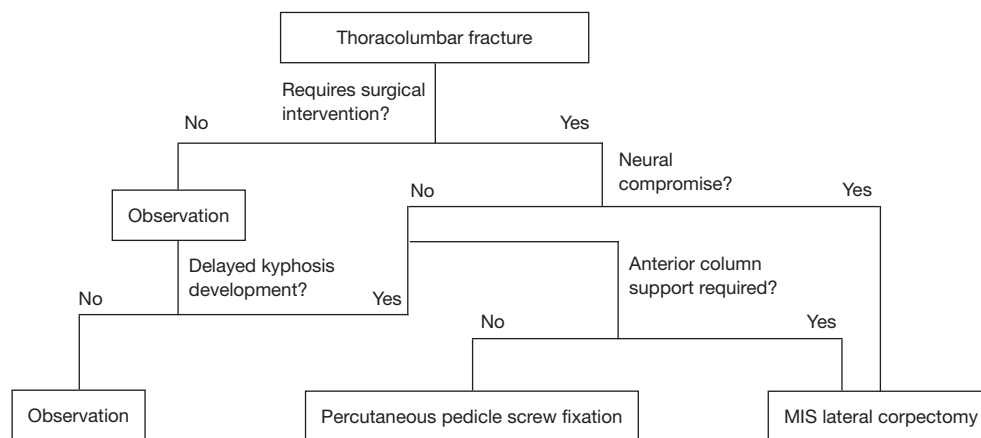 Thoracolumbar fracture
Requires surgical
intervention?
No
Yes
Neural
compromise?
No
Yes
Observation
Delayed kyphosis
development?
No
Yes
Anterior column
support required?
No
Yes
Observation
Percutaneous pedicle screw fixation
MIS lateral corpectomy